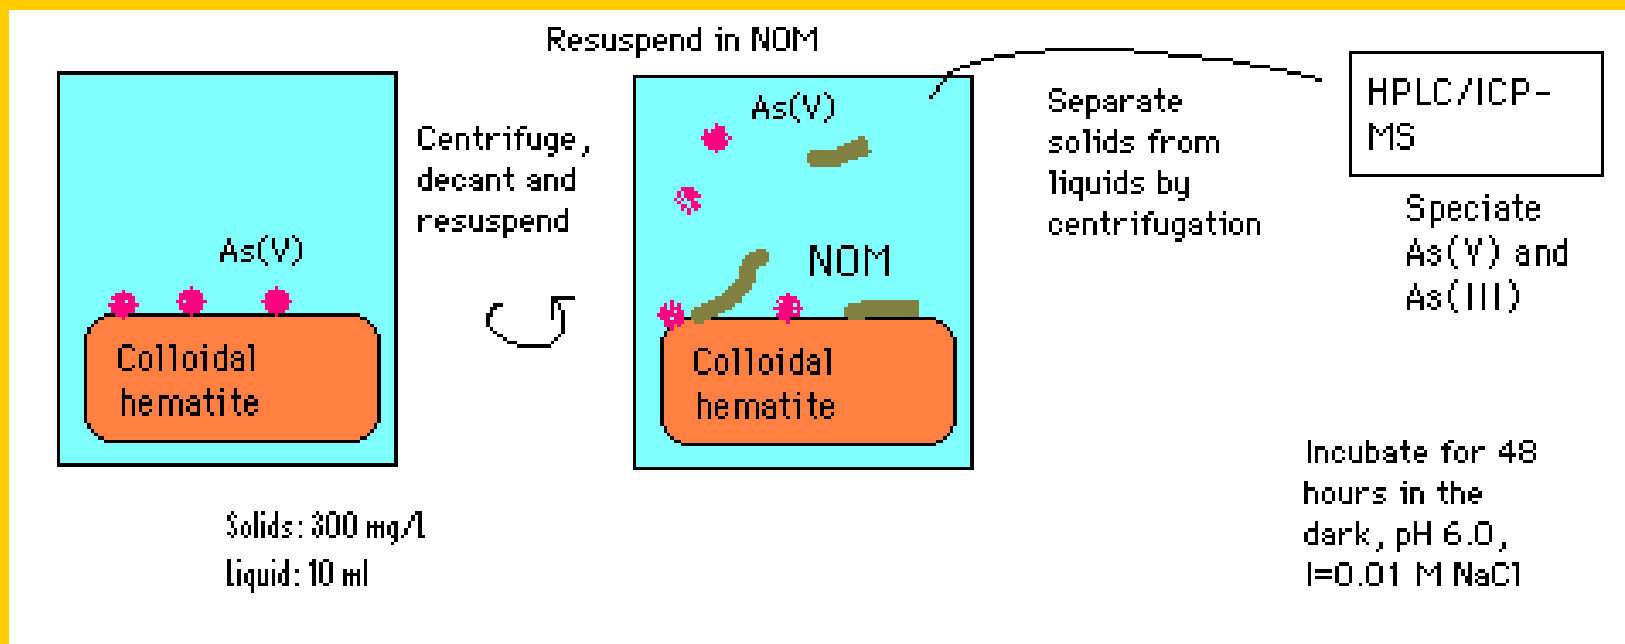 Resuspend in NOM
As(V)
Colloidal
hematite
Solids: 300 mg/l
Liquid: 10 ml
Centrifuge,
decant and
resuspend
As(V)
NOM
Colloidal
hematite
Separate
solids from
liquids by
centrifugation
HPLC/ICP-
MS
Speciate
As(V) and
As(III)
Incubate for 48
hours in the
dark, pH 6.0,
I=0.01 M NaCl